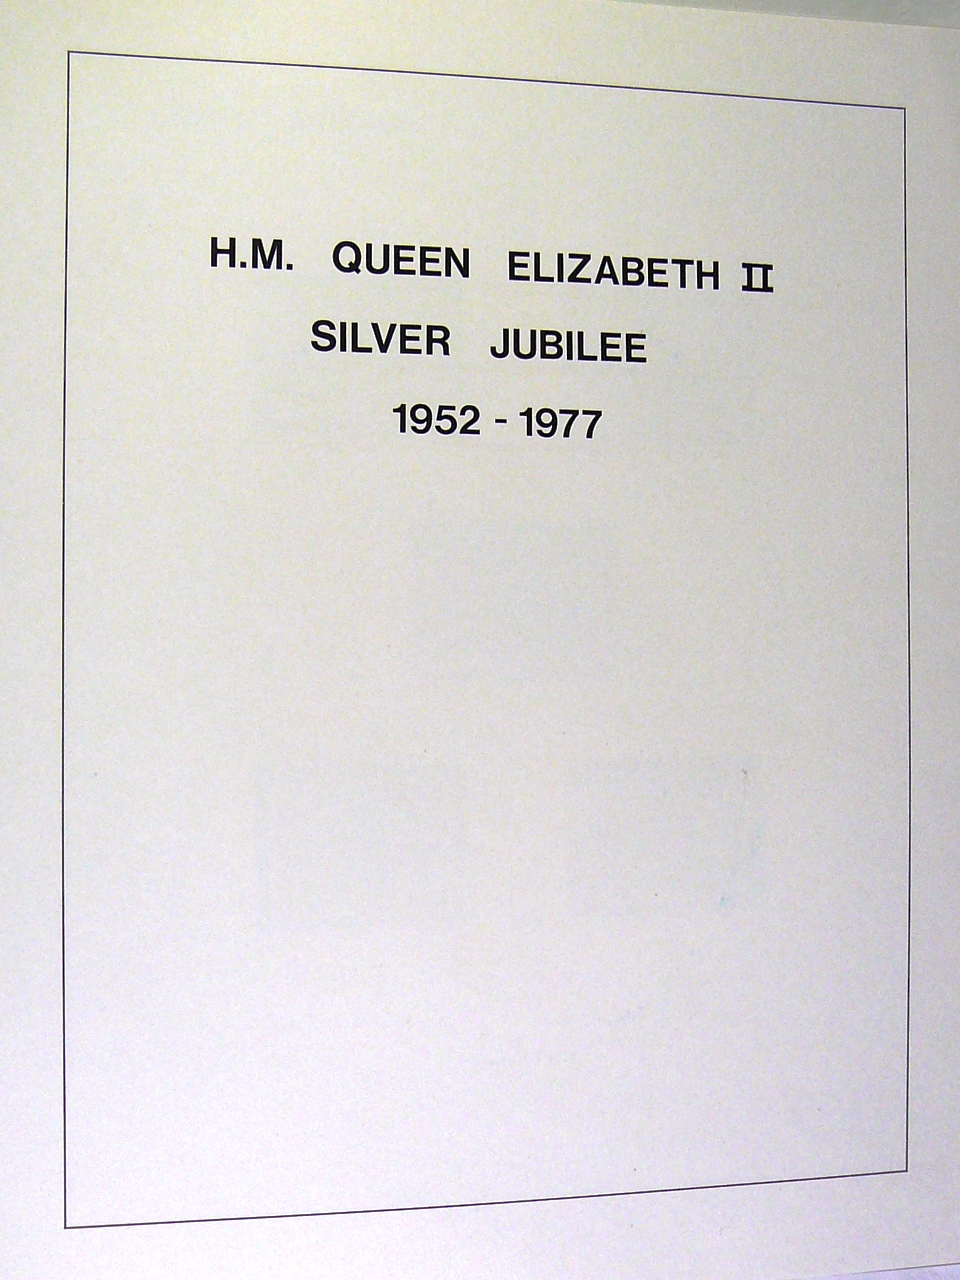 H.M. QUEEN ELIZABETH II
SILVER JUBILEE
1952 - 1977